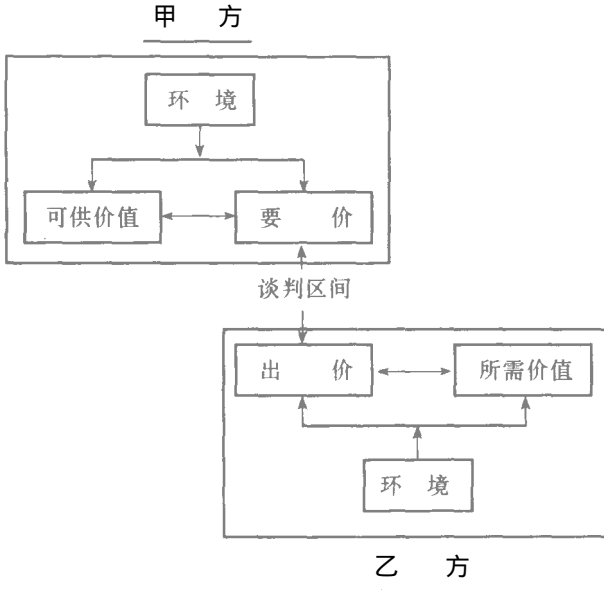 甲 方
环 境
可供价值 要 价
谈判区间
出 价 所需价值
环 境
乙 方